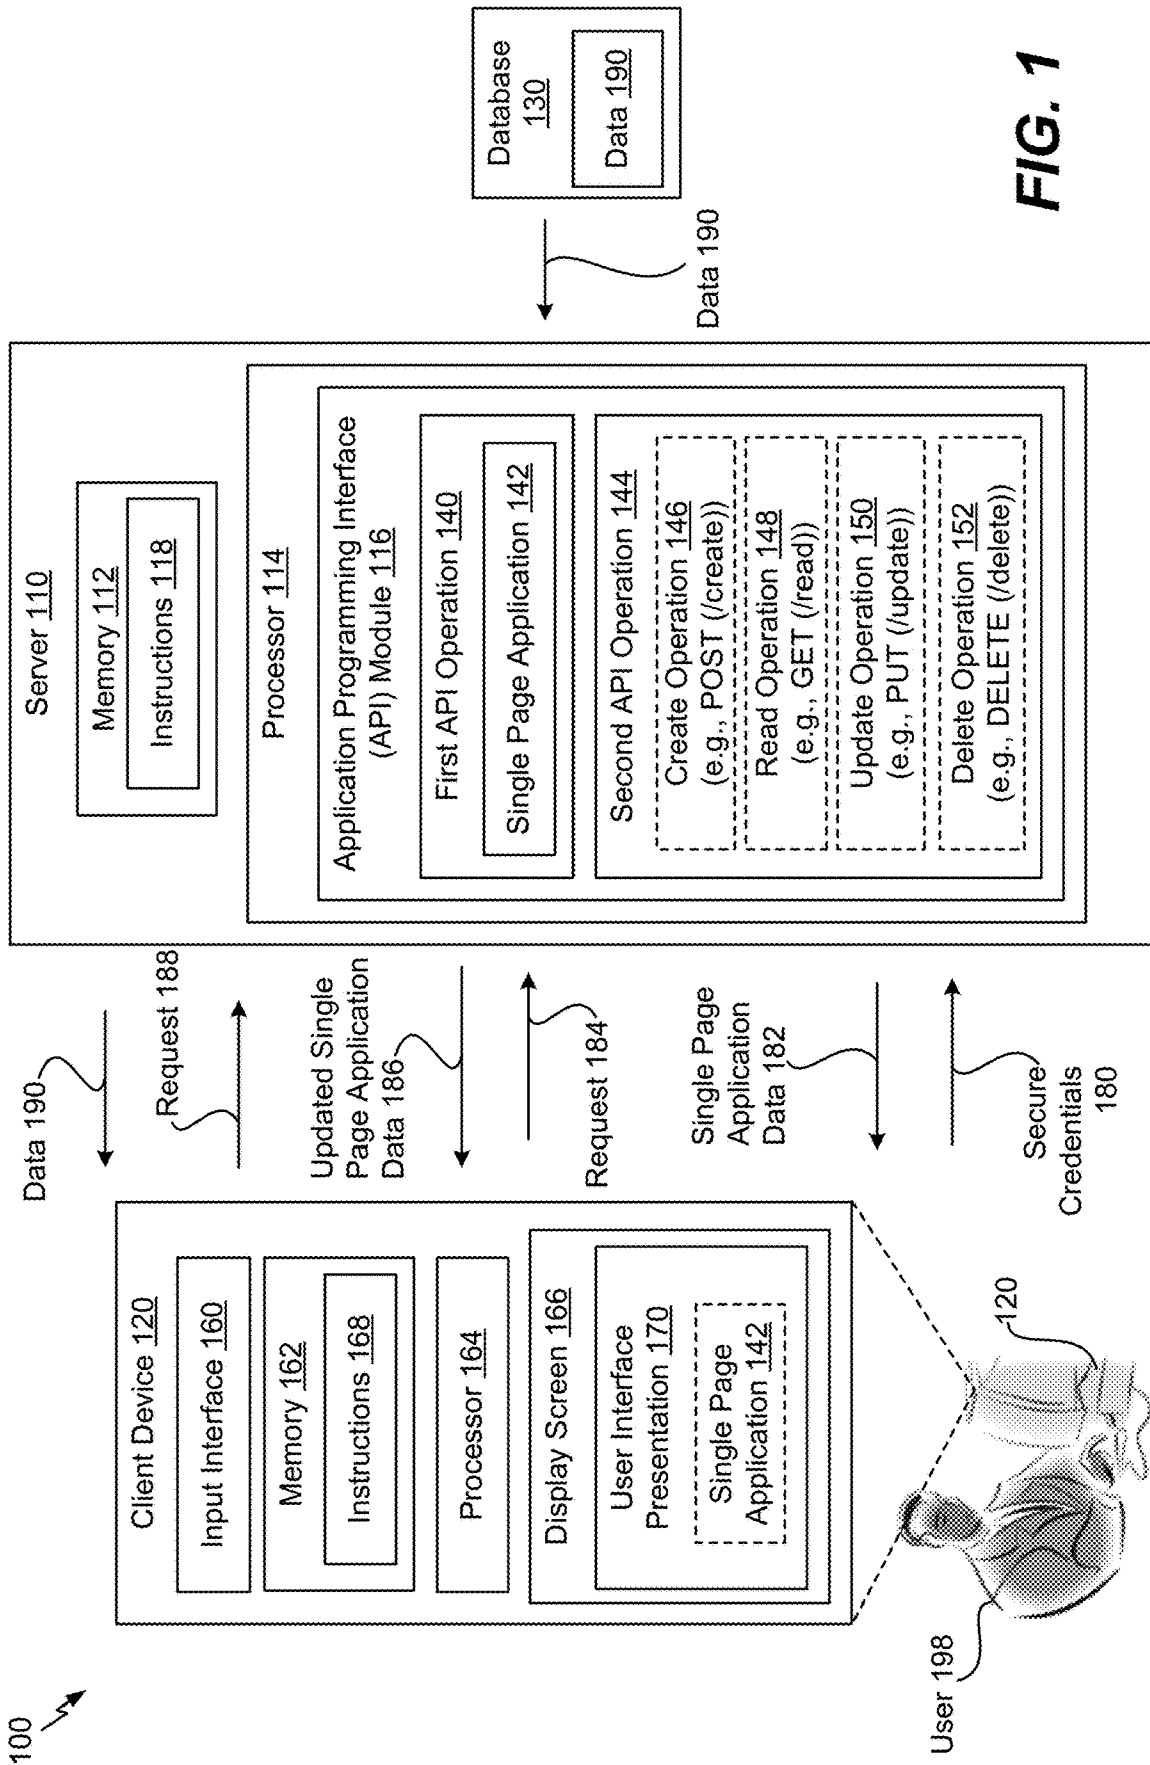 100
Client Device 120
Input Interface 160
Memory 162
Instructions 168
Processor 164
Display Screen 166
User Interface
Presentation 170
Single Page
Application 142
User 198
120
Data 190
Request 188
Updated Single
Page Application
Data 186
Request 184
Single Page
Application
Data 182
Secure
Credentials
180
Server 110
Memory 112
Instructions 118
Processor 114
Application Programming Interface
(API) Module 116
First API Operation 140
Single Page Application 142
Second API Operation 144
Create Operation 146
(e.g., POST (/create))
Read Operation 148
(e.g., GET (/read))
Update Operation 150
(e.g., PUT (/update))
Delete Operation 152
(e.g., DELETE (/delete))
Data 190
Database
130
Data 190
FIG. 1